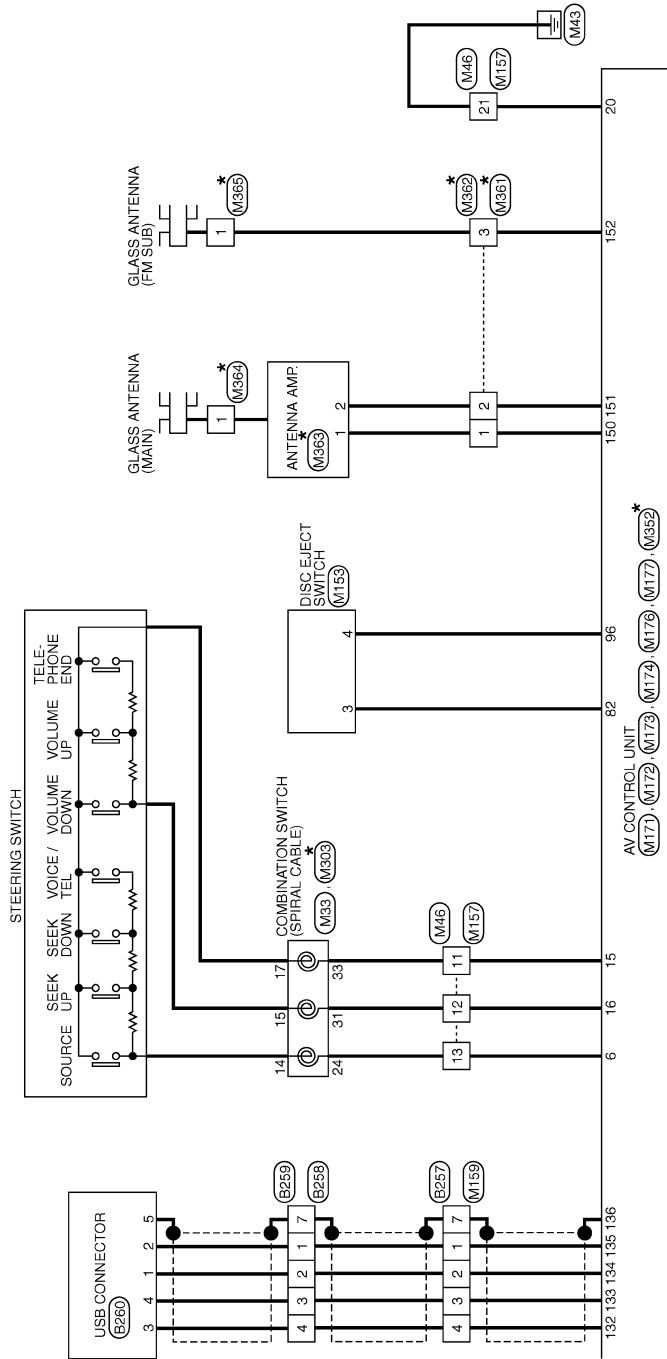 STEERING SWITCH
SOURCE
SEEK
UP
SEEK
DOWN
VOICE /
TEL
VOLUME
DOWN
VOLUME
UP
TELE-
PHONE
END
GLASS ANTENNA
(MAIN)
GLASS ANTENNA
(FM SUB)
1
* M364
1
* M365
USB CONNECTOR
B260
3 4 1 2 5
COMBINATION SWITCH
(SPIRAL CABLE)
M33 , * M303
14 15 17
24 31 33
DISC EJECT
SWITCH
M153
3 4
ANTENNA AMP.
* M363
1 2
4 3 2 1 7
B259
B258
4 3 2 1 7
B257
M159
13 12 11
M46
M157
1 2 3
* M362
* M361
21
M46
M157
M43
132 133 134 135 136
6 16 15
82 96
150 151 152
20
AV CONTROL UNIT
M171 , M172 , M173 , M174 , M176 , M177 , * M352